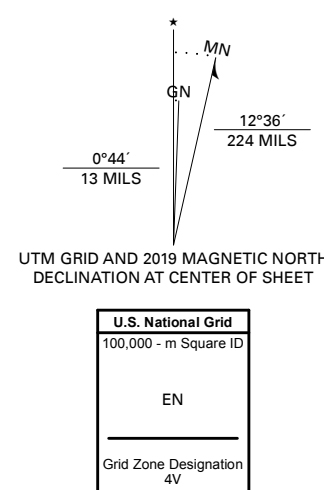 ★
MN
GN
12°36´
224 MILS
0°44´
13 MILS
UTM GRID AND 2019 MAGNETIC NORTH
DECLINATION AT CENTER OF SHEET
U.S. National Grid
100,000 - m Square ID
EN
Grid Zone Designation
4V